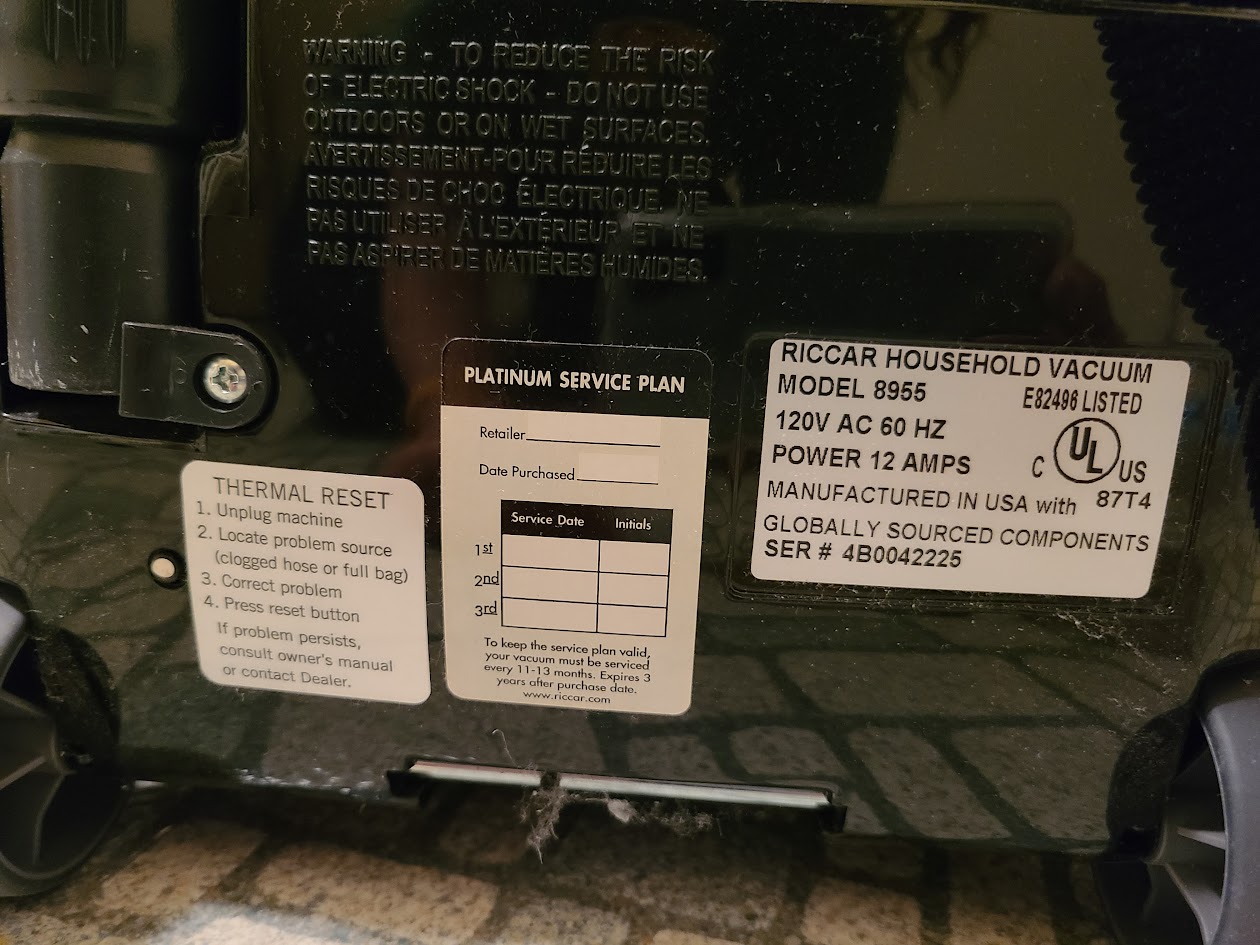 WARNING - TO REDUCE THE RISK
OF ELECTRIC SHOCK - DO NOT USE
OUTDOORS OR ON WET SURFACES.
AVERTISSEMENT-POUR RÉDUIRE LES
RISQUES DE CHOC ÉLECTRIQUE, NE
PAS UTILISER À L'EXTÉRIEUR ET NE
PAS ASPIRER DE MATIÈRES HUMIDES.
THERMAL RESET
1. Unplug machine
2. Locate problem source
(clogged hose or full bag)
3. Correct problem
4. Press reset button
If problem persists,
consult owner's manual
or contact Dealer.
PLATINUM SERVICE PLAN
Retailer
Date Purchased
Service Date Initials
1st
2nd
3rd
To keep the service plan valid,
your vacuum must be serviced
every 11-13 months. Expires 3
years after purchase date.
www.riccar.com
RICCAR HOUSEHOLD VACUUM
MODEL 8955 E82496 LISTED
120V AC 60 HZ
POWER 12 AMPS C UL US
MANUFACTURED IN USA with 87T4
GLOBALLY SOURCED COMPONENTS
SER # 4B0042225